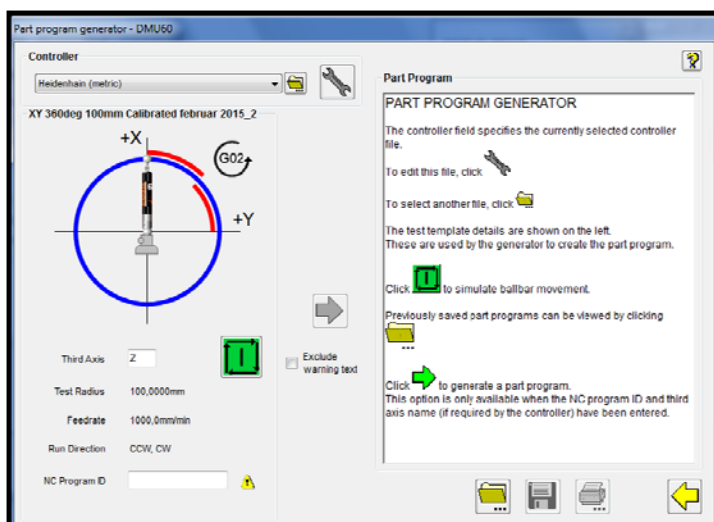 Part program generator - DMU60
Controller
Heidenhain (metric)
XY 360deg 100mm Calibrated februar 2015_2
+X
G02
+Y
Third Axis
Z
Exclude
warning text
Test Radius
100,0000mm
Feedrate
1000,0mm/min
Run Direction
CCW, CW
NC Program ID
Part Program
PART PROGRAM GENERATOR
The controller field specifies the currently selected controller
file.
To edit this file, click
To select another file, click
The test template details are shown on the left.
These are used by the generator to create the part program.
Click to simulate ballbar movement.
Previously saved part programs can be viewed by clicking
Click to generate a part program.
This option is only available when the NC program ID and third
axis name (if required by the controller) have been entered.